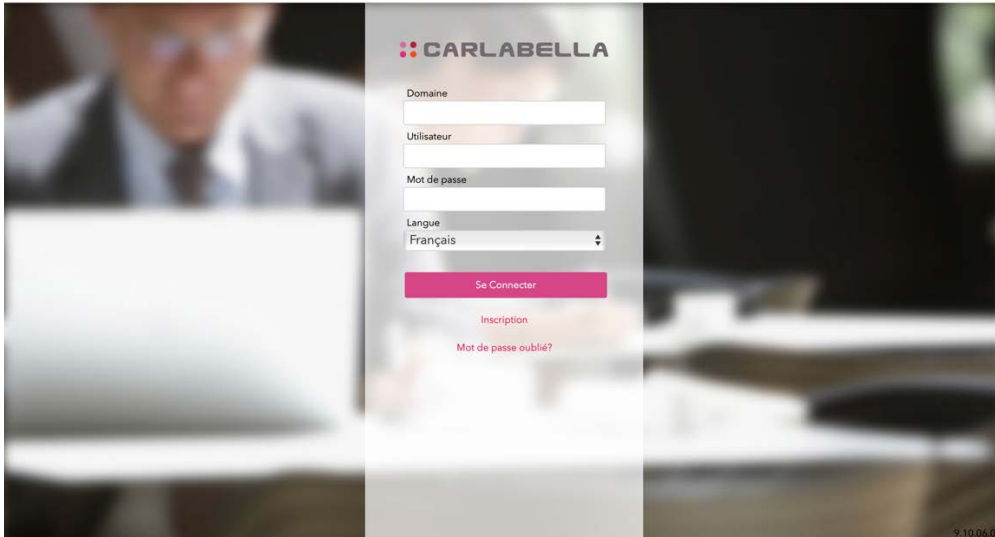 CARLABELLA
Domaine
Utilisateur
Mot de passe
Langue
Français
Se Connecter
Inscription
Mot de passe oublié?
9.10.06.0